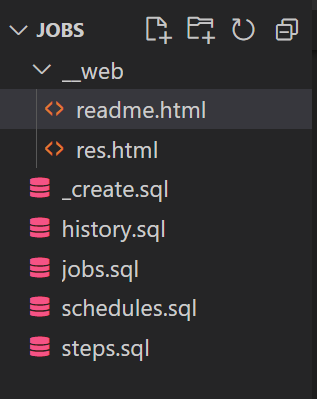 JOBS
__web
readme.html
res.html
_create.sql
history.sql
jobs.sql
schedules.sql
steps.sql